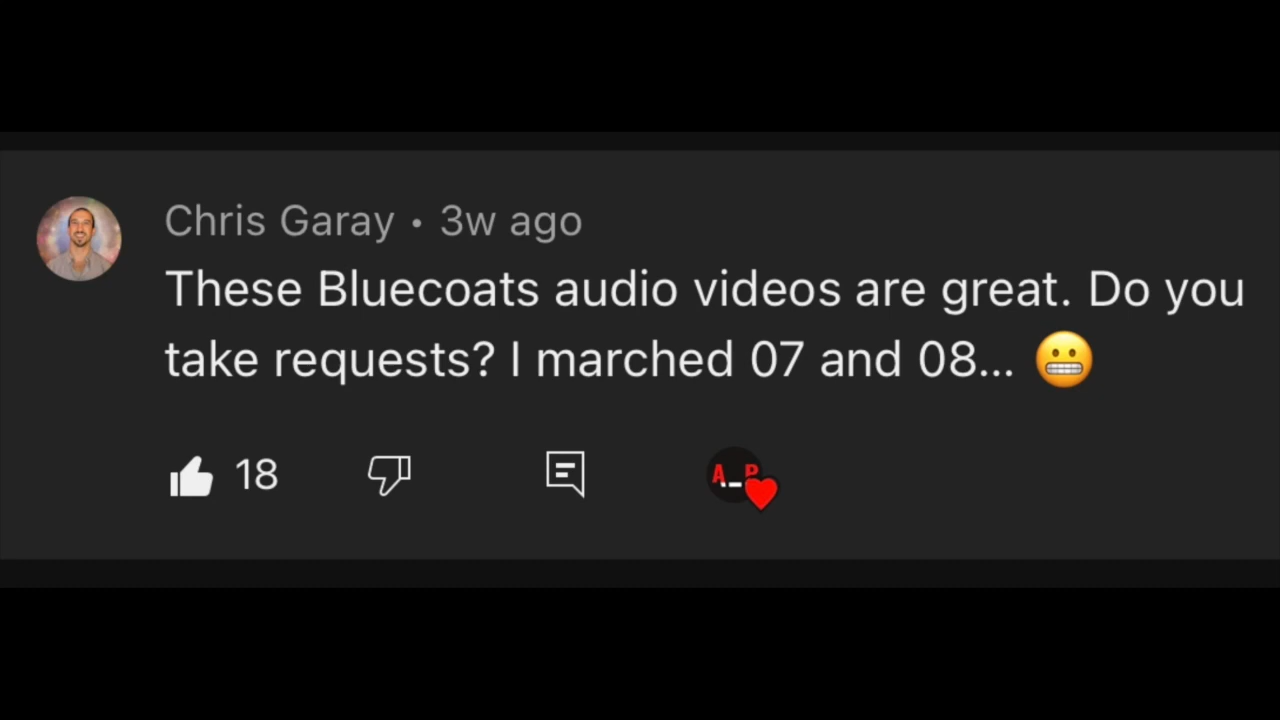 Chris Garay • 3w ago
These Bluecoats audio videos are great. Do you
take requests? I marched 07 and 08... 😬
18
A_P